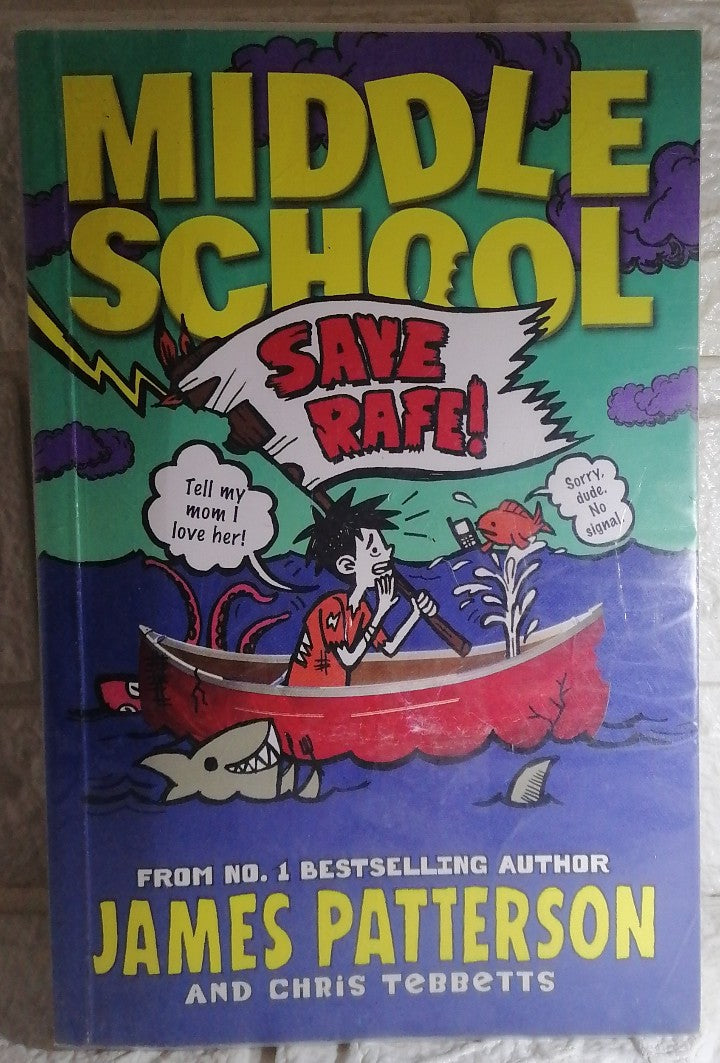 MIDDLE
SCHOOL
SAVE
RAFE!
Tell my
mom I
love her!
Sorry,
dude.
No
signal.
FROM NO. 1 BESTSELLING AUTHOR
JAMES PATTERSON
AND CHRIS TEBBETTS